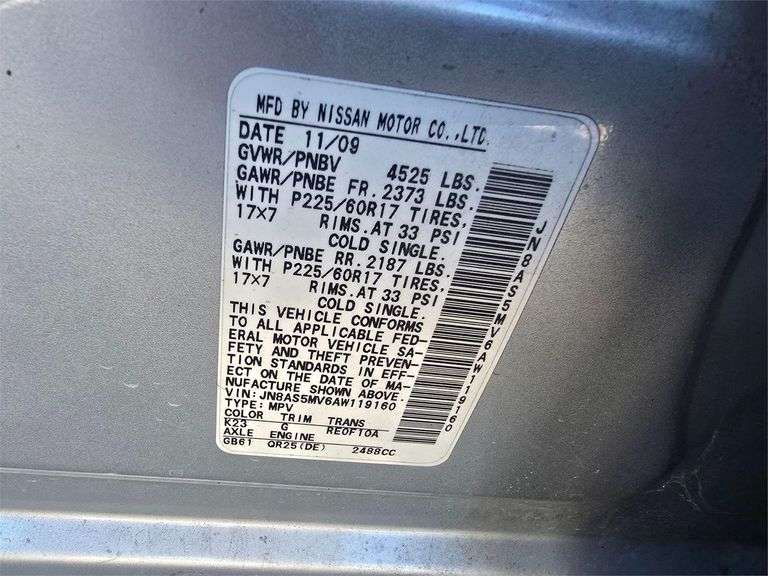 MFD BY NISSAN MOTOR CO.,LTD.
DATE 11/09
GVWR/PNBV 4525 LBS.
GAWR/PNBE FR. 2373 LBS.
WITH P225/60R17 TIRES,
17X7 RIMS.AT 33 PSI
COLD SINGLE.
GAWR/PNBE RR. 2187 LBS.
WITH P225/60R17 TIRES,
17X7 RIMS.AT 33 PSI
COLD SINGLE.
THIS VEHICLE CONFORMS
TO ALL APPLICABLE FED-
ERAL MOTOR VEHICLE SA-
FETY AND THEFT PREVEN-
TION STANDARDS IN EFF-
ECT ON THE DATE OF MA-
NUFACTURE SHOWN ABOVE.
VIN:JN8AS5MV6AW119160
TYPE: MPV
COLOR TRIM TRANS
K23 G RE0F10A
AXLE ENGINE
GB61 QR25(DE) 2488CC
JN8AS5MV6AW119160